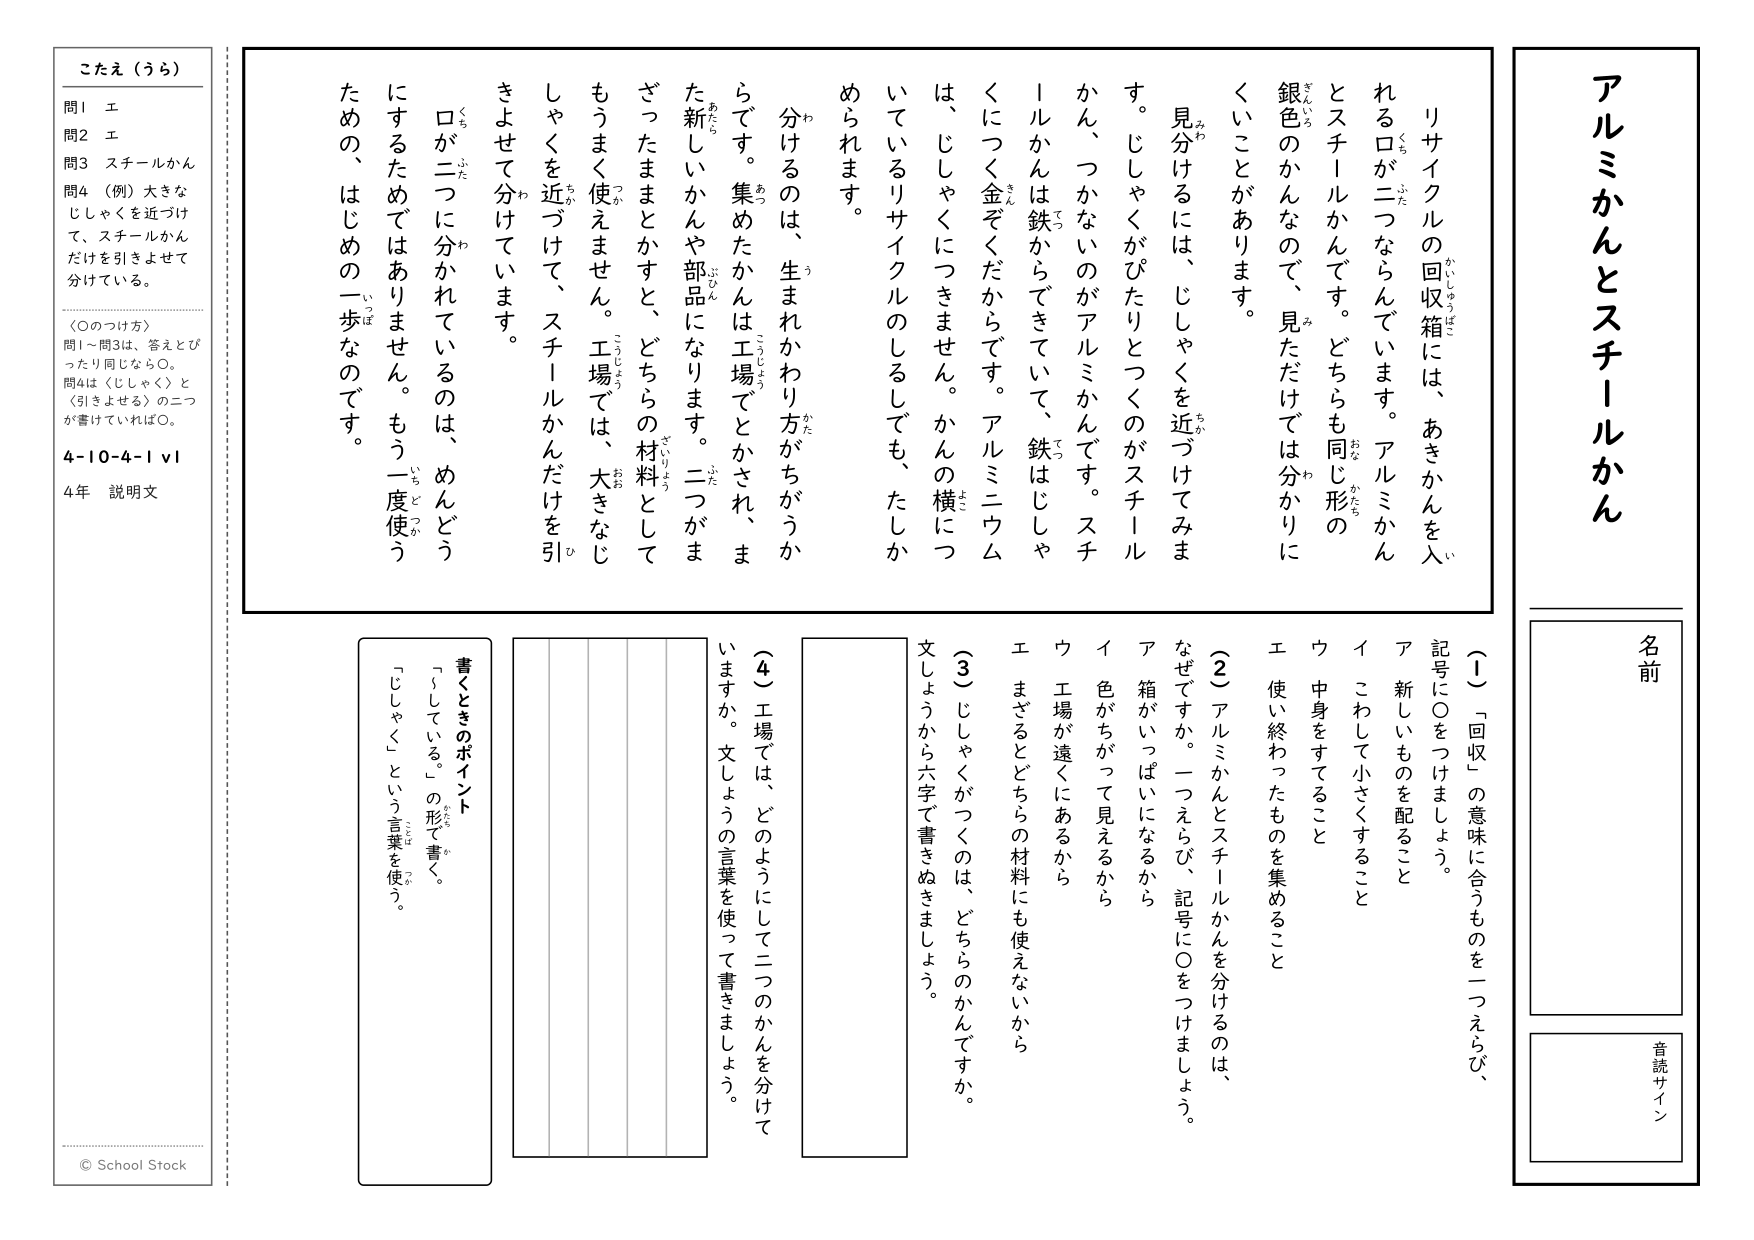 アルミかんとスチールかん
名前
音読サイン
リサイクルの回収箱には、あきかんを入
れる口が二つならんでいます。アルミかん
とスチールかんです。どちらも同じ形の
銀色のかんなので、見ただけでは分かりに
くいことがあります。
見分けるには、じしゃくを近づけてみま
す。じしゃくがぴたりとつくのがスチール
かん、つかないのがアルミかんです。スチ
ールかんは鉄からできていて、鉄はじしゃ
くにつく金ぞくだからです。アルミニウム
は、じしゃくにつきません。かんの横につ
いているリサイクルのしるしでも、たしか
められます。
分けるのは、生まれかわり方がちがうか
らです。集めたかんは工場でとかされ、ま
た新しいかんや部品になります。二つがま
ざったままとかすと、どちらの材料として
もうまく使えません。工場では、大きなじ
しゃくを近づけて、スチールかんだけを引
きよせて分けています。
口が二つに分かれているのは、めんどう
にするためではありません。もう一度使う
ための、はじめの一歩なのです。
(1)「回収」の意味に合うものを一つえらび、
記号に○をつけましょう。
ア 新しいものを配ること
イ こわして小さくすること
ウ 中身をすてること
エ 使い終わったものを集めること
(2)アルミかんとスチールかんを分けるのは、
なぜですか。一つえらび、記号に○をつけましょう。
ア 箱がいっぱいになるから
イ 色がちがって見えるから
ウ 工場が遠くにあるから
エ まざるとどちらの材料にも使えないから
(3)じしゃくがつくのは、どちらのかんですか。
文しょうから六字で書きぬきましょう。
(4)工場では、どのようにして二つのかんを分けて
いますか。文しょうの言葉を使って書きましょう。
書くときのポイント
「〜している。」の形で書く。
「じしゃく」という言葉を使う。
こたえ(うら)
問1 エ
問2 エ
問3 スチールかん
問4 (例)大きな
じしゃくを近づけ
て、スチールかん
だけを引きよせて
分けている。
〈○のつけ方〉
問1〜問3は、答えとぴ
ったり同じなら○。
問4は〈じしゃく〉と
〈引きよせる〉の二つ
が書けていれば○。
4-10-4-1 v1
4年 説明文
© School Stock